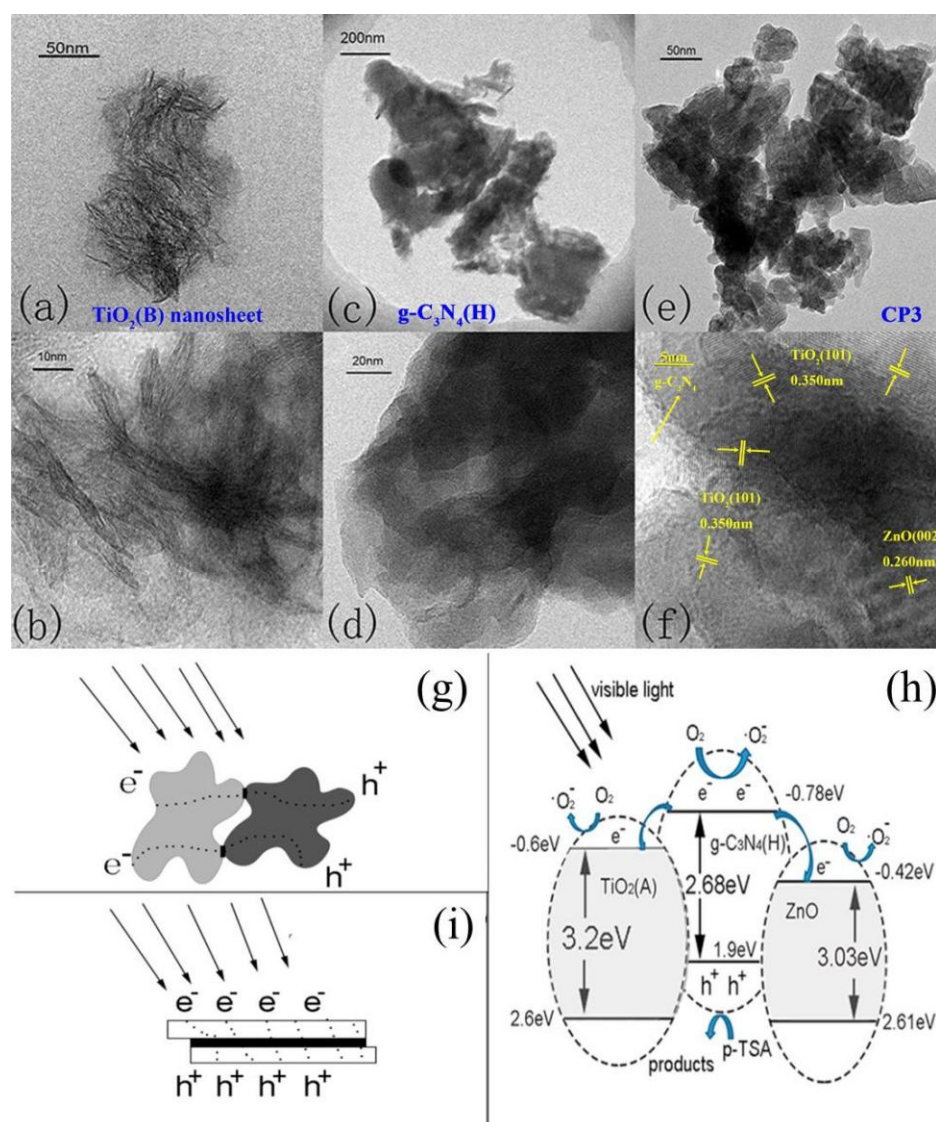 50nm
(a)
TiO₂(B) nanosheet
200nm
(c)
g-C₃N₄(H)
50nm
(e)
CP3
10nm
(b)
20nm
(d)
5nm
g-C₃N₄
TiO₂(101)
0.350nm
TiO₂(101)
0.350nm
ZnO(002
0.260nm
(f)
(g)
e⁻
h⁺
e⁻
h⁺
(h)
visible light
O₂ ·O₂⁻
e⁻ e⁻
-0.78eV
·O₂⁻ O₂
O₂ ·O₂⁻
-0.6eV
e⁻
g-C₃N₄(H)
e⁻
-0.42eV
TiO₂(A)
2.68eV
ZnO
3.2eV
1.9eV
3.03eV
h⁺ h⁺
2.6eV
2.61eV
p-TSA
products
(i)
e⁻ e⁻ e⁻ e⁻
h⁺ h⁺ h⁺ h⁺